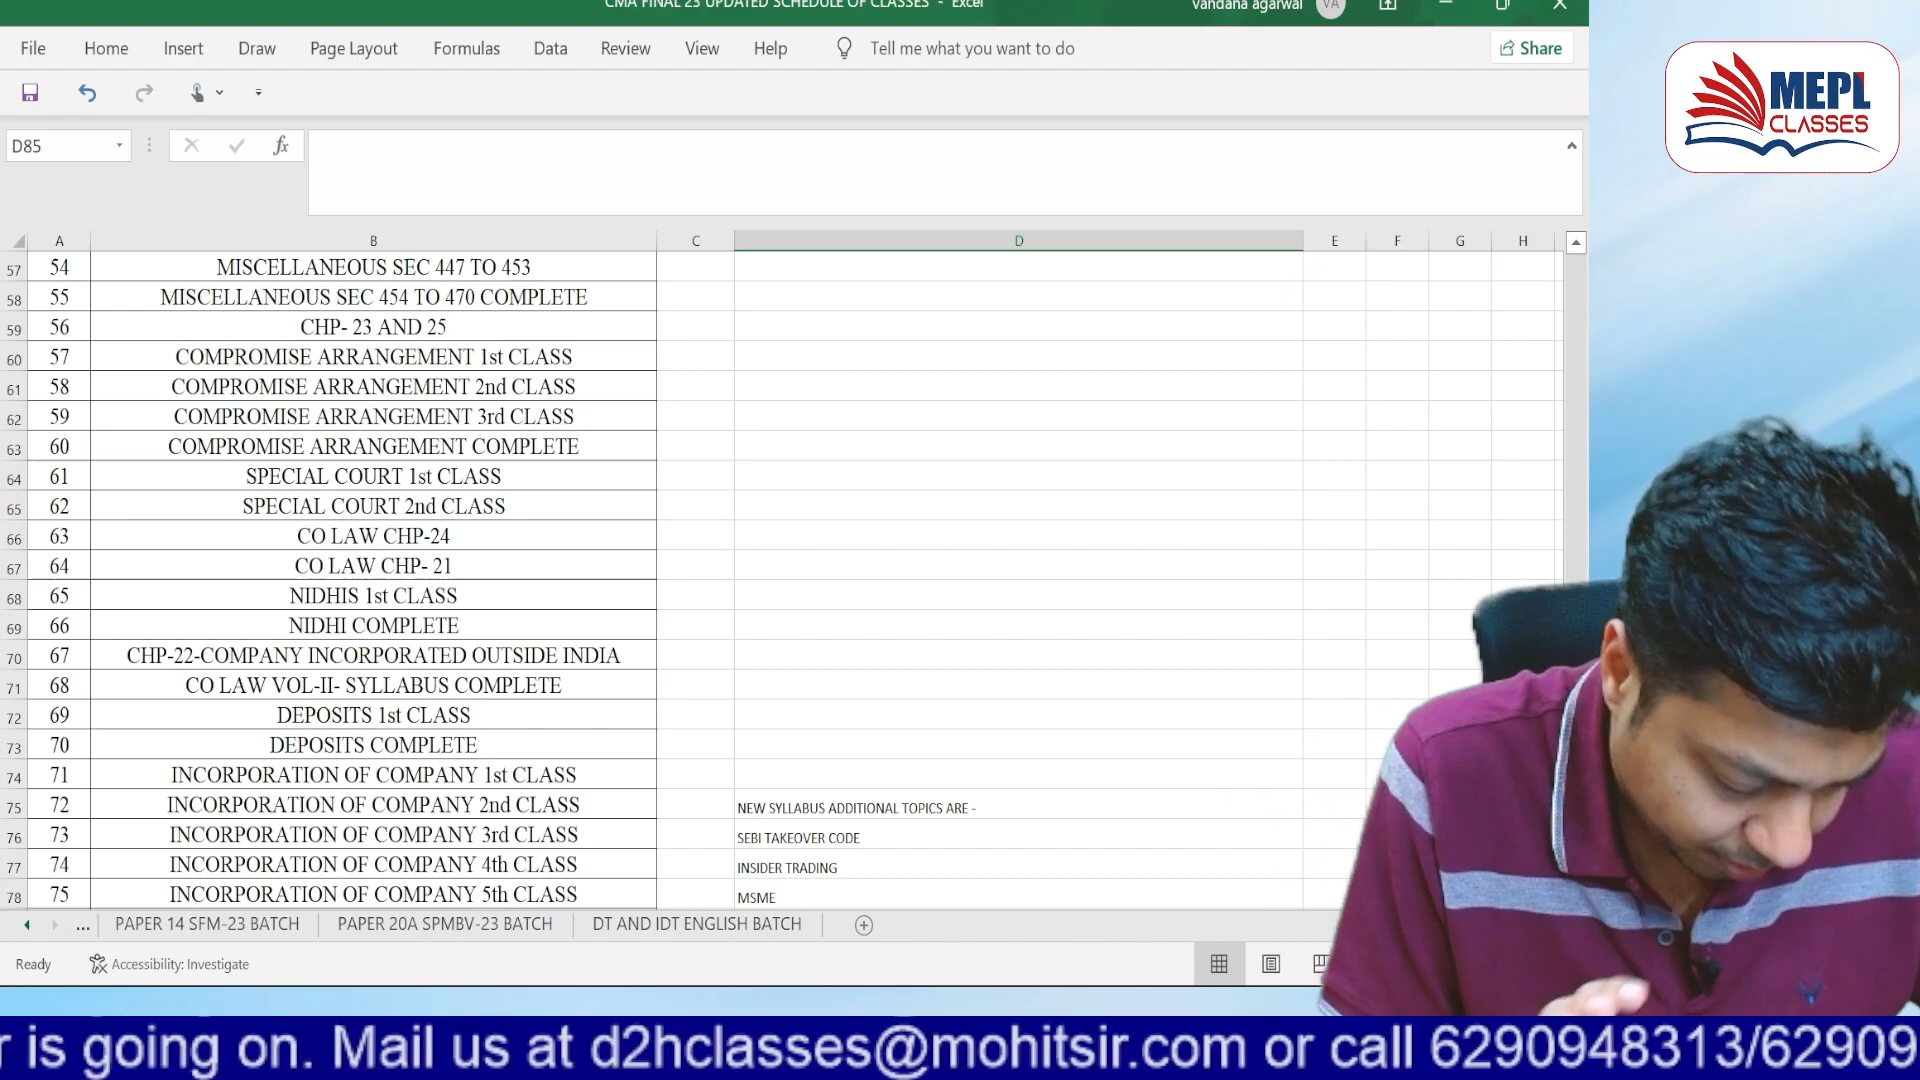 CMA FINAL 23 UPDATED SCHEDULE OF CLASSES - Excel
vandana agarwal VA
File Home Insert Draw Page Layout Formulas Data Review View Help Tell me what you want to do Share
D85 fx
A B C D E F G H
57 54 MISCELLANEOUS SEC 447 TO 453
58 55 MISCELLANEOUS SEC 454 TO 470 COMPLETE
59 56 CHP- 23 AND 25
60 57 COMPROMISE ARRANGEMENT 1st CLASS
61 58 COMPROMISE ARRANGEMENT 2nd CLASS
62 59 COMPROMISE ARRANGEMENT 3rd CLASS
63 60 COMPROMISE ARRANGEMENT COMPLETE
64 61 SPECIAL COURT 1st CLASS
65 62 SPECIAL COURT 2nd CLASS
66 63 CO LAW CHP-24
67 64 CO LAW CHP- 21
68 65 NIDHIS 1st CLASS
69 66 NIDHI COMPLETE
70 67 CHP-22-COMPANY INCORPORATED OUTSIDE INDIA
71 68 CO LAW VOL-II- SYLLABUS COMPLETE
72 69 DEPOSITS 1st CLASS
73 70 DEPOSITS COMPLETE
74 71 INCORPORATION OF COMPANY 1st CLASS
75 72 INCORPORATION OF COMPANY 2nd CLASS NEW SYLLABUS ADDITIONAL TOPICS ARE -
76 73 INCORPORATION OF COMPANY 3rd CLASS SEBI TAKEOVER CODE
77 74 INCORPORATION OF COMPANY 4th CLASS INSIDER TRADING
78 75 INCORPORATION OF COMPANY 5th CLASS MSME
... PAPER 14 SFM-23 BATCH PAPER 20A SPMBV-23 BATCH DT AND IDT ENGLISH BATCH
Ready Accessibility: Investigate
MEPL
CLASSES
r is going on. Mail us at d2hclasses@mohitsir.com or call 6290948313/62909